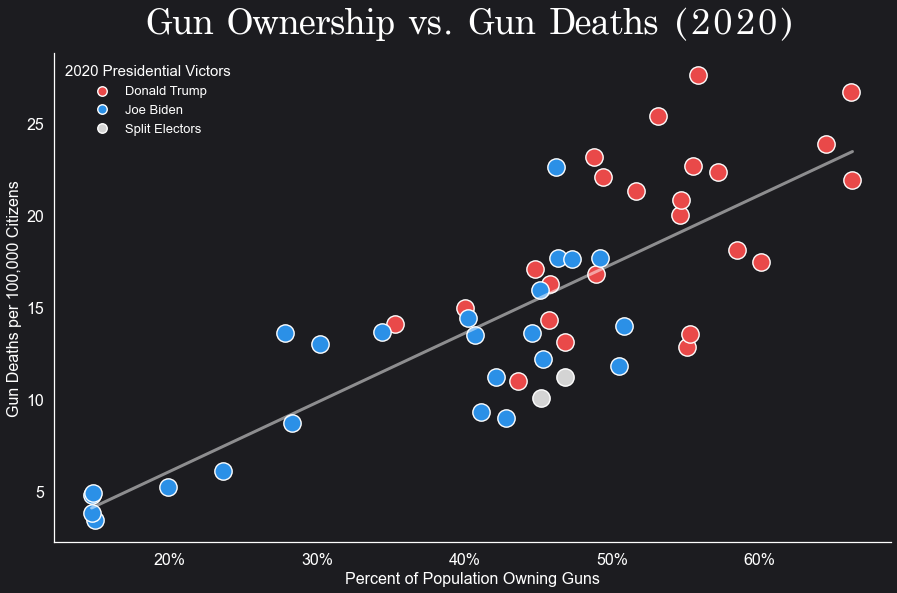 Gun Ownership vs. Gun Deaths (2020)
2020 Presidential Victors
Donald Trump
Joe Biden
Split Electors
Gun Deaths per 100,000 Citizens
25
20
15
10
5
20%
30%
40%
50%
60%
Percent of Population Owning Guns